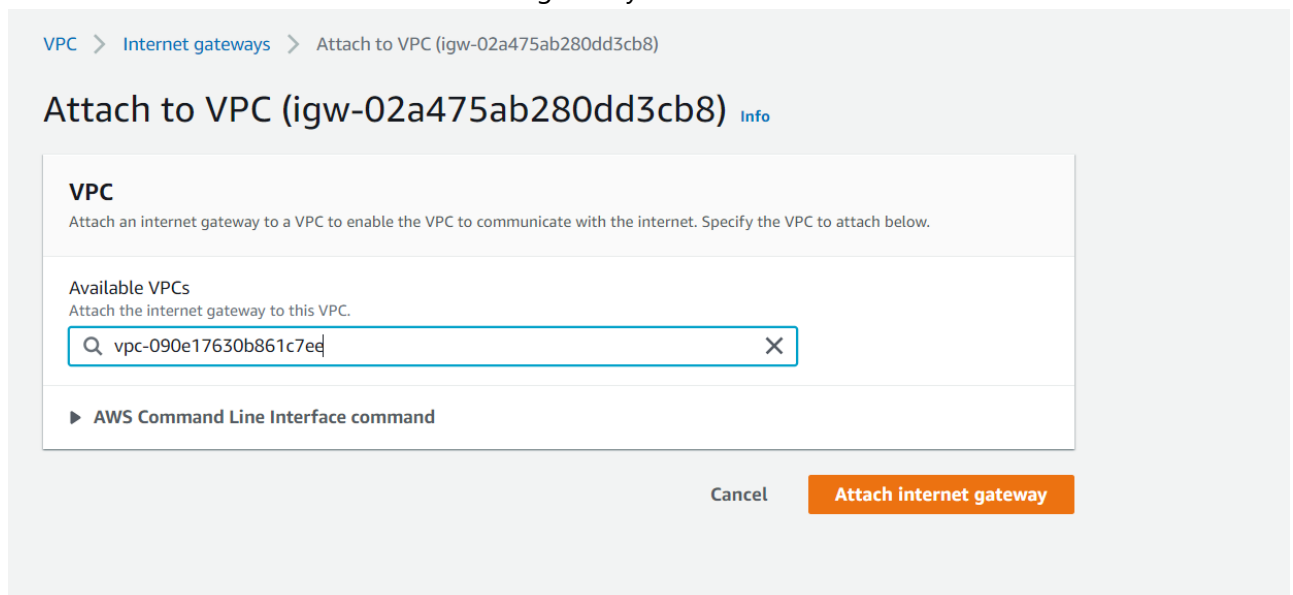 VPC > Internet gateways > Attach to VPC (igw-02a475ab280dd3cb8)
Attach to VPC (igw-02a475ab280dd3cb8) Info
VPC
Attach an internet gateway to a VPC to enable the VPC to communicate with the internet. Specify the VPC to attach below.
Available VPCs
Attach the internet gateway to this VPC.
vpc-090e17630b861c7ee
AWS Command Line Interface command
Cancel Attach internet gateway